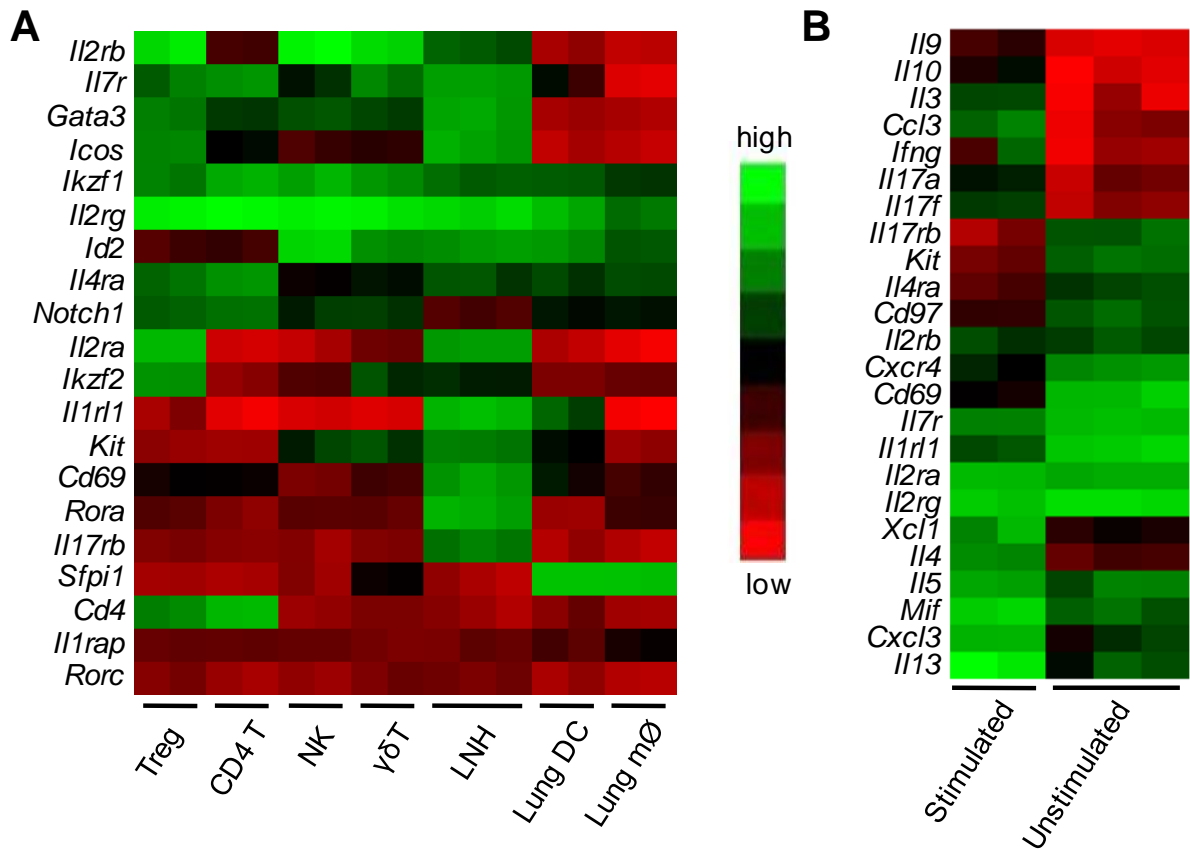 A
Il2rb
Il7r
Gata3
Icos
Ikzf1
Il2rg
Id2
Il4ra
Notch1
Il2ra
Ikzf2
Il1rl1
Kit
Cd69
Rora
Il17rb
Sfpi1
Cd4
Il1rap
Rorc
Treg
CD4 T
NK
γδT
LNH
Lung DC
Lung mØ
high
low
B
Il9
Il10
Il3
Ccl3
Ifng
Il17a
Il17f
Il17rb
Kit
Il4ra
Cd97
Il2rb
Cxcr4
Cd69
Il7r
Il1rl1
Il2ra
Il2rg
Xcl1
Il4
Il5
Mif
Cxcl3
Il13
Stimulated
Unstimulated